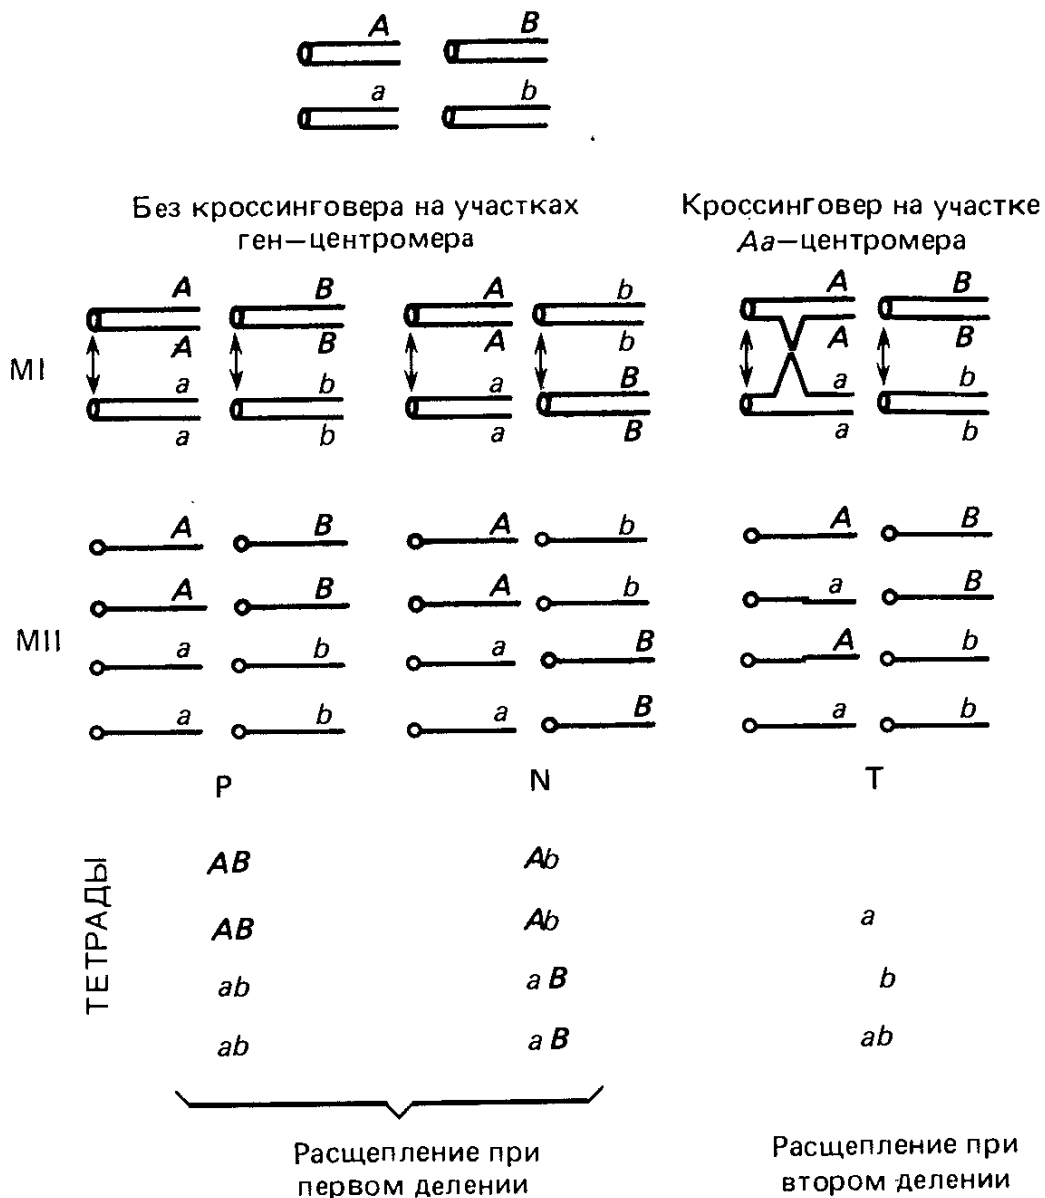 A B
a b
Без кроссинговера на участках
ген—центромера
Кроссинговер на участке
Aa—центромера
A B A b A B
A B A b A B
MI
a b a B a b
a b a B a b
A B A b A B
A B A b a B
MII
a b a B A b
a b a B a b
P N T
ТЕТРАДЫ
AB Ab
AB Ab a
ab aB b
ab aB ab
Расщепление при
первом делении
Расщепление при
втором делении